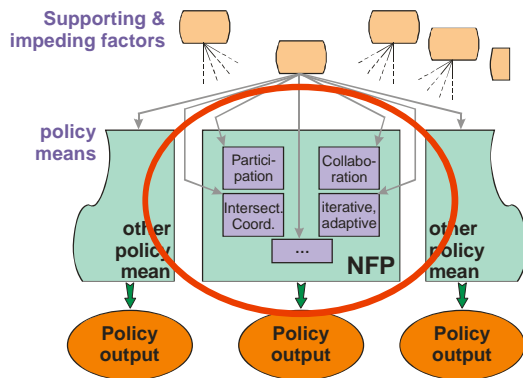 Supporting &
impeding factors
policy
means
Partici-
pation
Collabo-
ration
Intersect.
Coord.
iterative,
adaptive
...
NFP
other
policy
mean
other
policy
mean
Policy
output
Policy
output
Policy
output